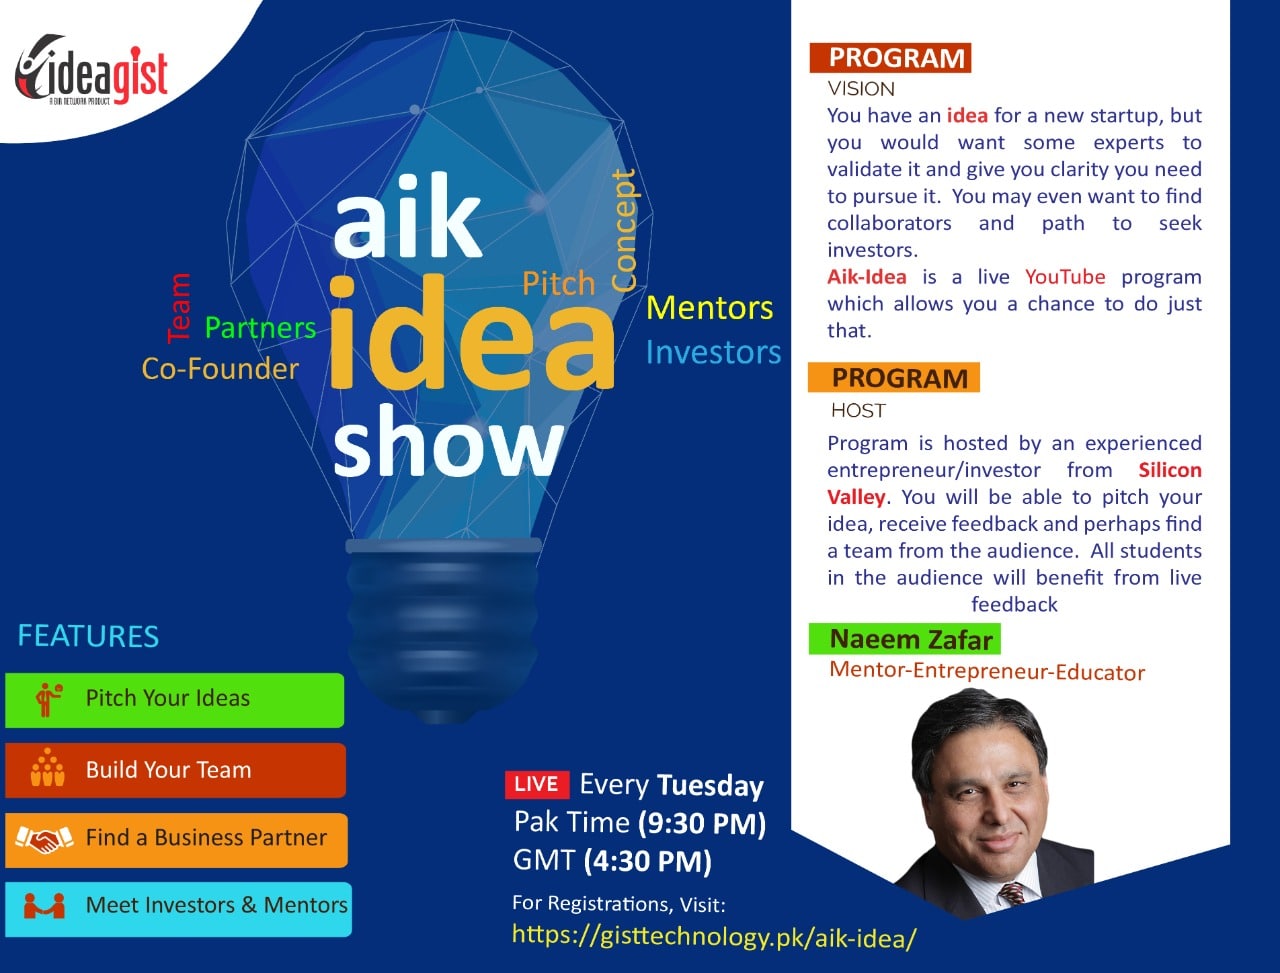 ideagist
A GIIR NETWORK PRODUCT
aik
idea
show
Team
Partners
Co-Founder
Pitch
Concept
Mentors
Investors
FEATURES
Pitch Your Ideas
Build Your Team
Find a Business Partner
Meet Investors & Mentors
LIVE Every Tuesday
Pak Time (9:30 PM)
GMT (4:30 PM)
For Registrations, Visit:
https://gisttechnology.pk/aik-idea/
PROGRAM
VISION
You have an idea for a new startup, but
you would want some experts to
validate it and give you clarity you need
to pursue it. You may even want to find
collaborators and path to seek
investors.
Aik-Idea is a live YouTube program
which allows you a chance to do just
that.
PROGRAM
HOST
Program is hosted by an experienced
entrepreneur/investor from Silicon
Valley. You will be able to pitch your
idea, receive feedback and perhaps find
a team from the audience. All students
in the audience will benefit from live
feedback
Naeem Zafar
Mentor-Entrepreneur-Educator